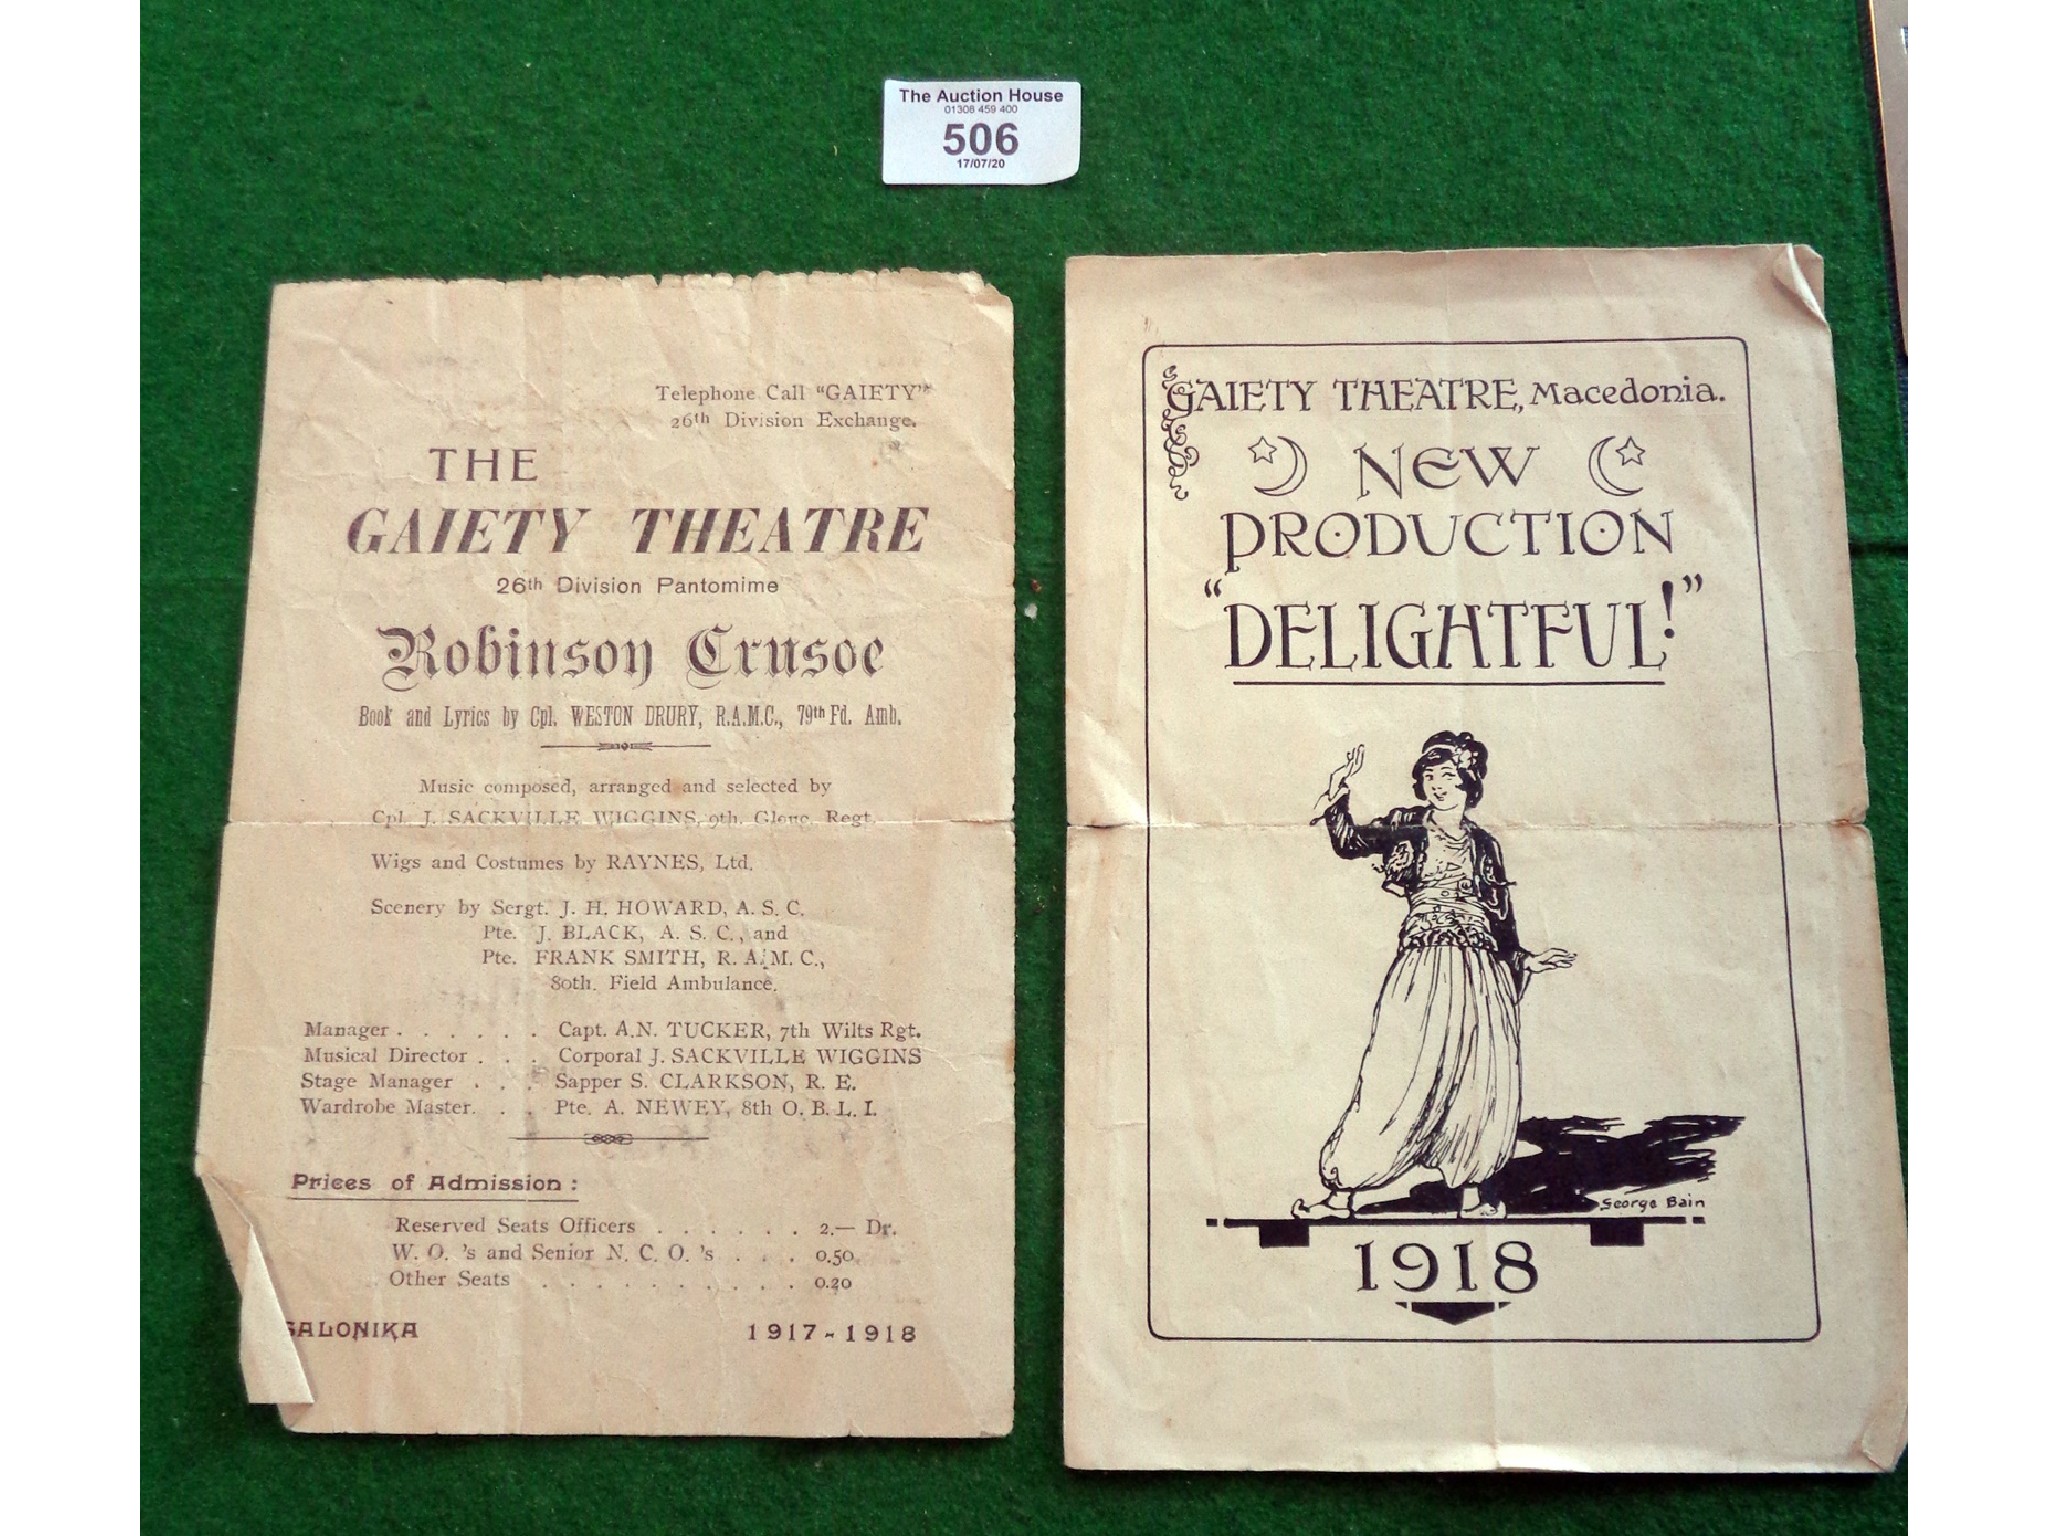 The Auction House
01308 459 400
506
17/07/20
Telephone Call "GAIETY"
26th Division Exchange.
THE
GAIETY THEATRE
26th Division Pantomime
Robinson Crusoe
Book and Lyrics by Cpl. WESTON DRURY, R.A.M.C., 79th Fd. Amb.
Music composed, arranged and selected by
Cpl. J. SACKVILLE WIGGINS, 9th. Glouc. Regt.
Wigs and Costumes by RAYNES, Ltd.
Scenery by Sergt. J. H. HOWARD, A. S. C.
Pte. J. BLACK, A. S. C., and
Pte. FRANK SMITH, R. A. M. C.,
80th. Field Ambulance.
Manager . . . . . . Capt. A.N. TUCKER, 7th Wilts Rgt.
Musical Director . . . Corporal J. SACKVILLE WIGGINS
Stage Manager . . . Sapper S. CLARKSON, R. E.
Wardrobe Master. . . Pte. A. NEWEY, 8th O. B. L. I.
Prices of Admission :
Reserved Seats Officers . . . . . . 2.— Dr.
W. O. 's and Senior N. C. O. 's . . . . 0.50
Other Seats . . . . . . . . . . 0.20
SALONIKA 1917-1918
GAIETY THEATRE, Macedonia.
NEW
PRODUCTION
"DELIGHTFUL!"
George Bain
1918